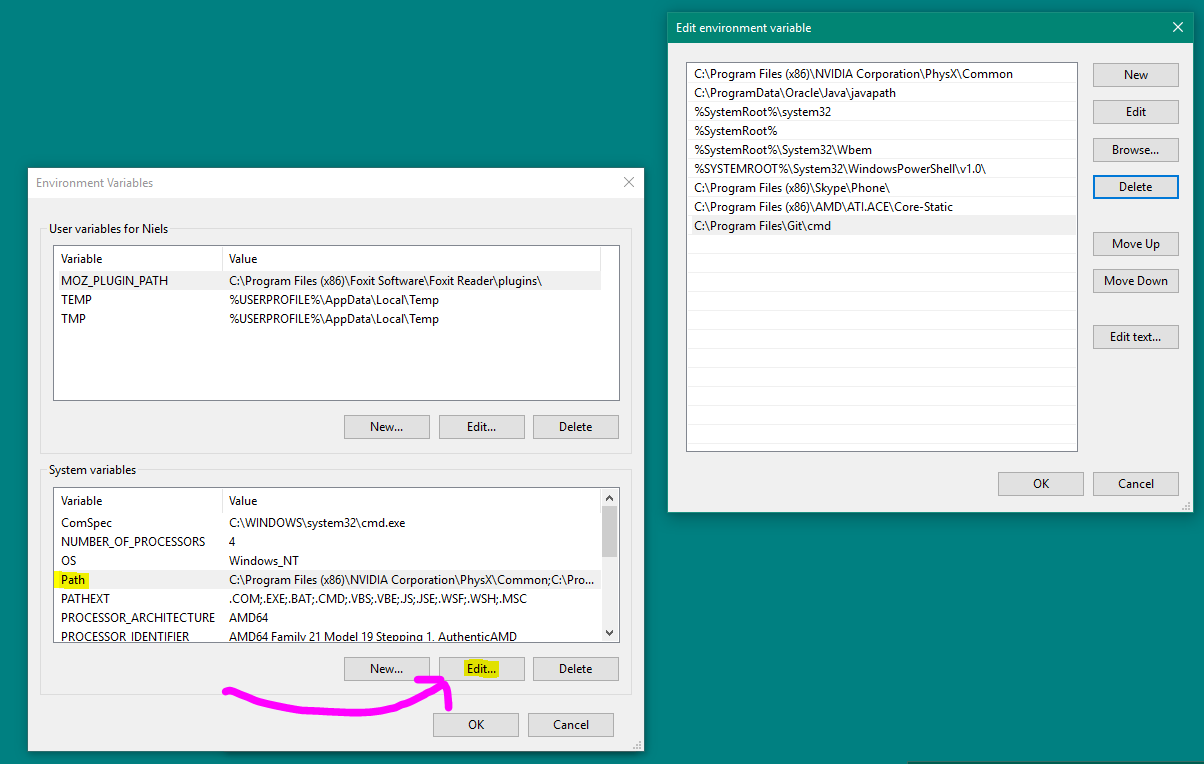 Edit environment variable
C:\Program Files (x86)\NVIDIA Corporation\PhysX\Common
New
C:\ProgramData\Oracle\Java\javapath
%SystemRoot%\system32
Edit
%SystemRoot%
%SystemRoot%\System32\Wbem
Browse...
%SYSTEMROOT%\System32\WindowsPowerShell\v1.0\
C:\Program Files (x86)\Skype\Phone\
Delete
C:\Program Files (x86)\AMD\ATI.ACE\Core-Static
C:\Program Files\Git\cmd
Move Up
Move Down
Edit text...
OK Cancel
Environment Variables
User variables for Niels
Variable Value
MOZ_PLUGIN_PATH C:\Program Files (x86)\Foxit Software\Foxit Reader\plugins\
TEMP %USERPROFILE%\AppData\Local\Temp
TMP %USERPROFILE%\AppData\Local\Temp
New... Edit... Delete
System variables
Variable Value
ComSpec C:\WINDOWS\system32\cmd.exe
NUMBER_OF_PROCESSORS 4
OS Windows_NT
Path C:\Program Files (x86)\NVIDIA Corporation\PhysX\Common;C:\Pro...
PATHEXT .COM;.EXE;.BAT;.CMD;.VBS;.VBE;.JS;.JSE;.WSF;.WSH;.MSC
PROCESSOR_ARCHITECTURE AMD64
PROCESSOR_IDENTIFIER AMD64 Family 21 Model 19 Stepping 1, AuthenticAMD
New... Edit... Delete
OK Cancel